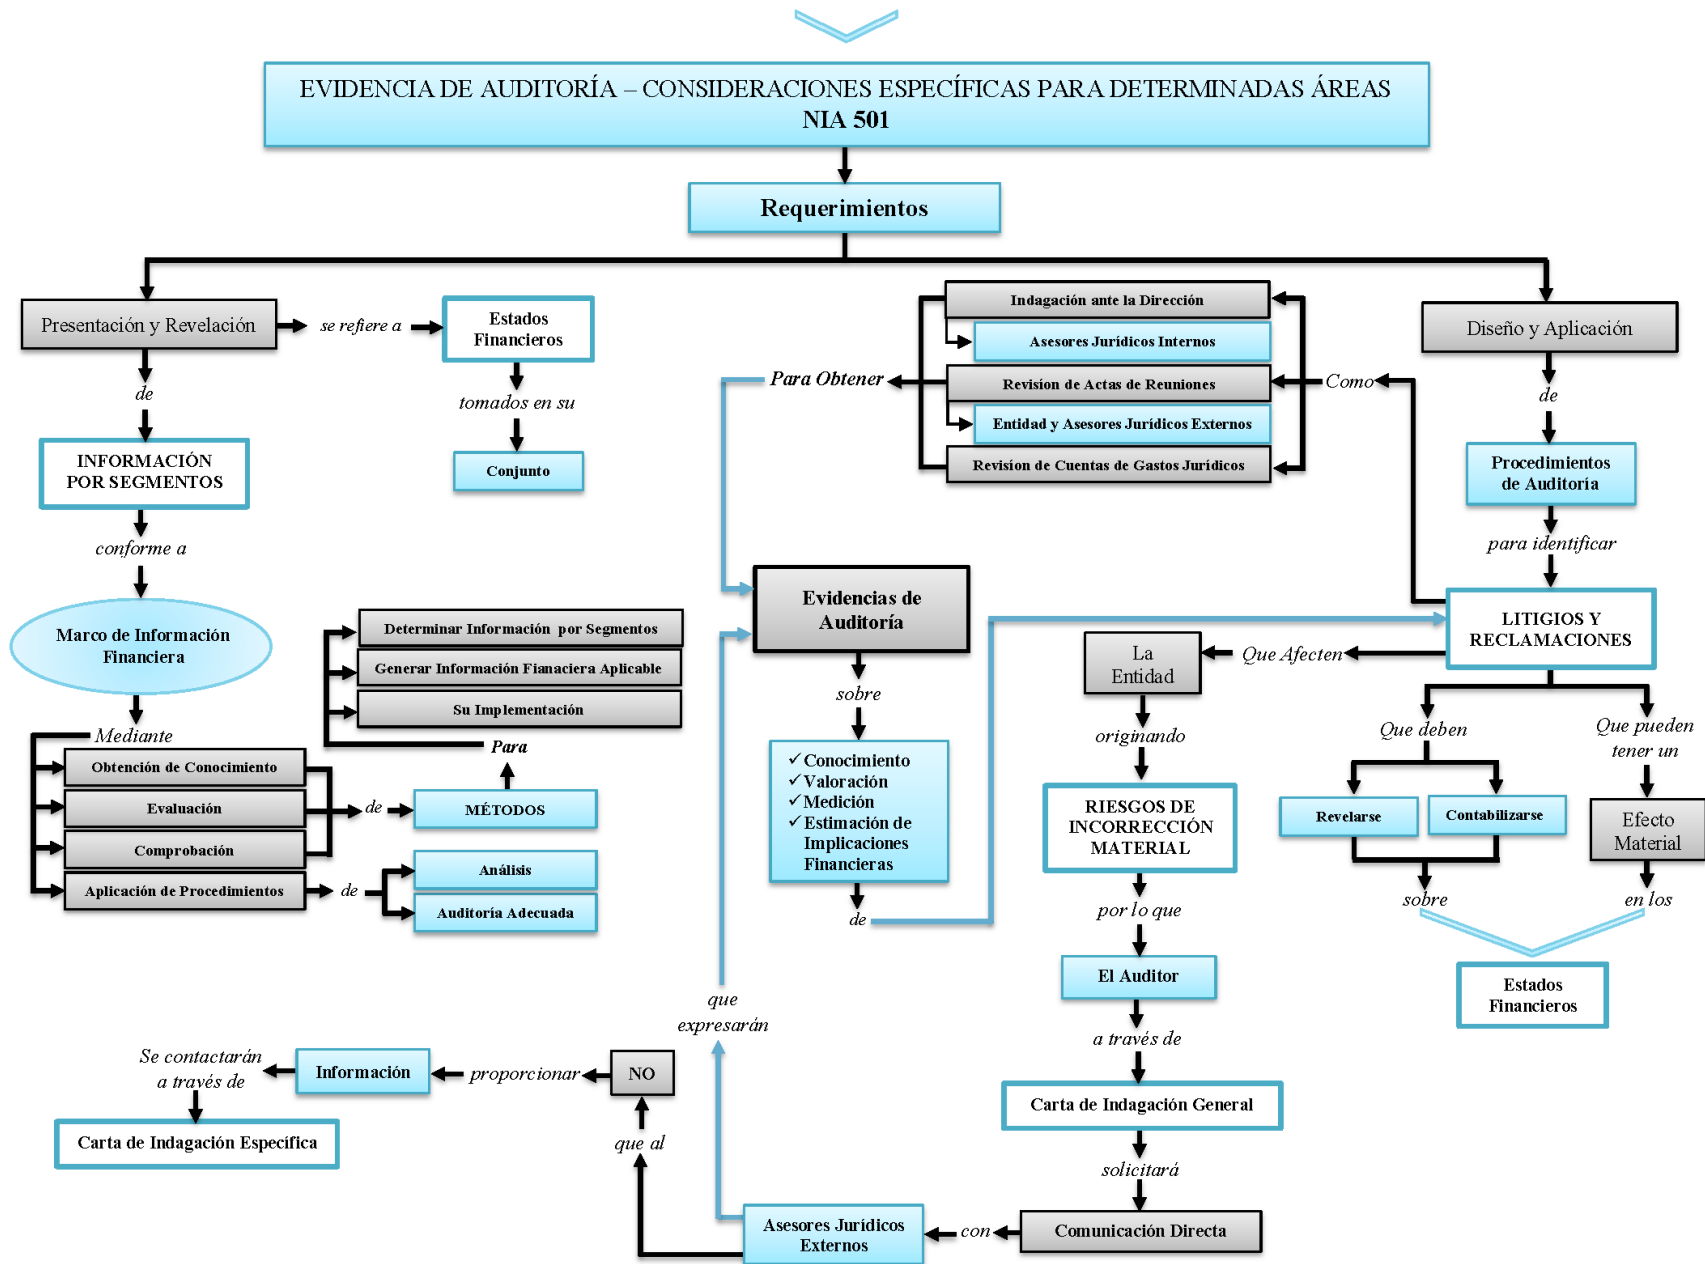 EVIDENCIA DE AUDITORÍA – CONSIDERACIONES ESPECÍFICAS PARA DETERMINADAS ÁREAS
NIA 501
Requerimientos
Presentación y Revelación
se refiere a
Estados
Financieros
tomados en su
Conjunto
de
INFORMACIÓN
POR SEGMENTOS
conforme a
Marco de Información
Financiera
Mediante
Obtención de Conocimiento
Evaluación
Comprobación
Aplicación de Procedimientos
de
MÉTODOS
Para
Determinar Información por Segmentos
Generar Información Fianaciera Aplicable
Su Implementación
de
Análisis
Auditoría Adecuada
Diseño y Aplicación
de
Procedimientos
de Auditoría
para identificar
LITIGIOS Y
RECLAMACIONES
Como
Indagación ante la Dirección
Asesores Jurídicos Internos
Revisíon de Actas de Reuniones
Entidad y Asesores Jurídicos Externos
Revisíon de Cuentas de Gastos Jurídicos
Para Obtener
Evidencias de
Auditoría
sobre
✓ Conocimiento
✓ Valoración
✓ Medición
✓ Estimación de
Implicaciones
Financieras
de
Que Afecten
La
Entidad
originando
RIESGOS DE
INCORRECCIÓN
MATERIAL
por lo que
El Auditor
a través de
Carta de Indagación General
solicitará
Comunicación Directa
con
Asesores Jurídicos
Externos
que
expresarán
que al
NO
proporcionar
Información
Se contactarán
a través de
Carta de Indagación Específica
Que deben
Revelarse
Contabilizarse
sobre
Que pueden
tener un
Efecto
Material
en los
Estados
Financieros